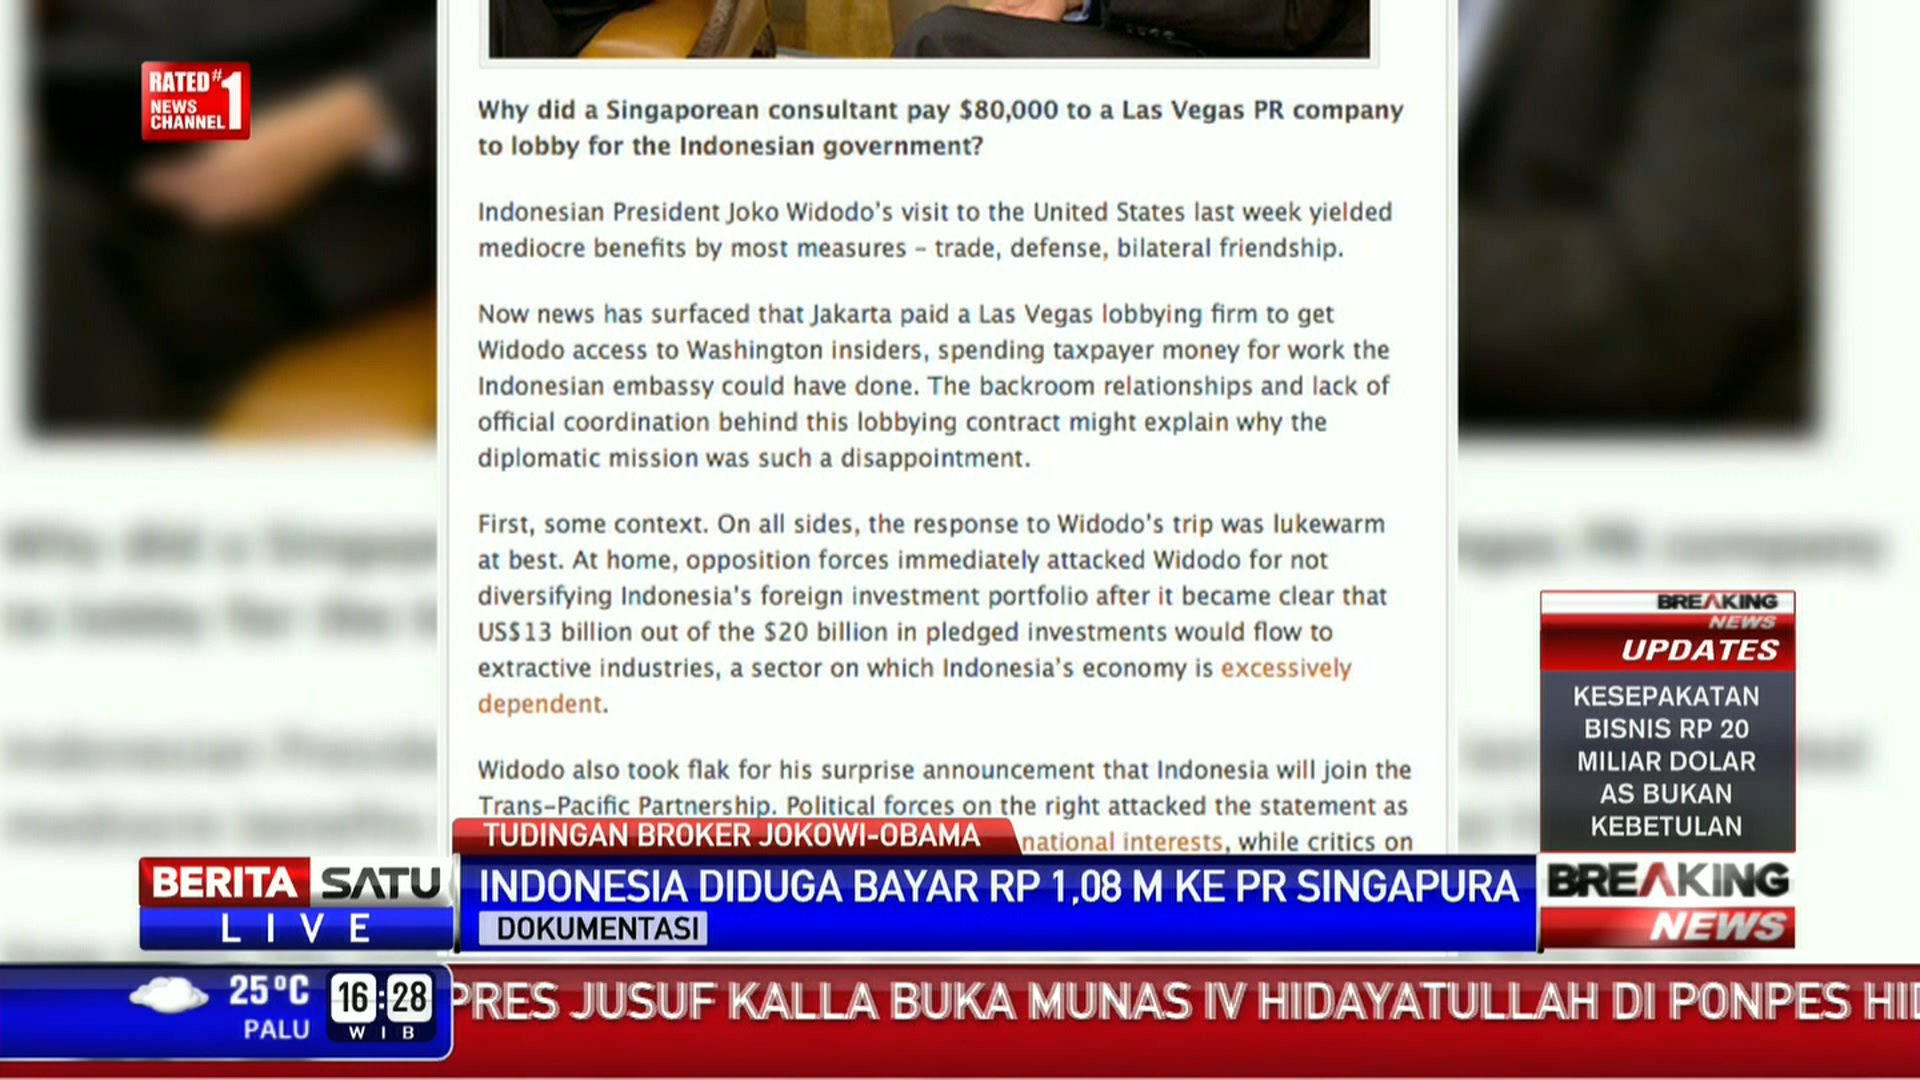 RATED #1
NEWS
CHANNEL
Why did a Singaporean consultant pay $80,000 to a Las Vegas PR company
to lobby for the Indonesian government?
Indonesian President Joko Widodo's visit to the United States last week yielded
mediocre benefits by most measures – trade, defense, bilateral friendship.
Now news has surfaced that Jakarta paid a Las Vegas lobbying firm to get
Widodo access to Washington insiders, spending taxpayer money for work the
Indonesian embassy could have done. The backroom relationships and lack of
official coordination behind this lobbying contract might explain why the
diplomatic mission was such a disappointment.
First, some context. On all sides, the response to Widodo's trip was lukewarm
at best. At home, opposition forces immediately attacked Widodo for not
diversifying Indonesia's foreign investment portfolio after it became clear that
US$13 billion out of the $20 billion in pledged investments would flow to
extractive industries, a sector on which Indonesia's economy is excessively
dependent.
Widodo also took flak for his surprise announcement that Indonesia will join the
Trans-Pacific Partnership. Political forces on the right attacked the statement as
national interests, while critics on
BREAKING
NEWS
UPDATES
KESEPAKATAN
BISNIS RP 20
MILIAR DOLAR
AS BUKAN
KEBETULAN
TUDINGAN BROKER JOKOWI-OBAMA
BERITA SATU
LIVE
INDONESIA DIDUGA BAYAR RP 1,08 M KE PR SINGAPURA
DOKUMENTASI
BREAKING
NEWS
25°C
PALU
16:28
WIB
PRES JUSUF KALLA BUKA MUNAS IV HIDAYATULLAH DI PONPES HID